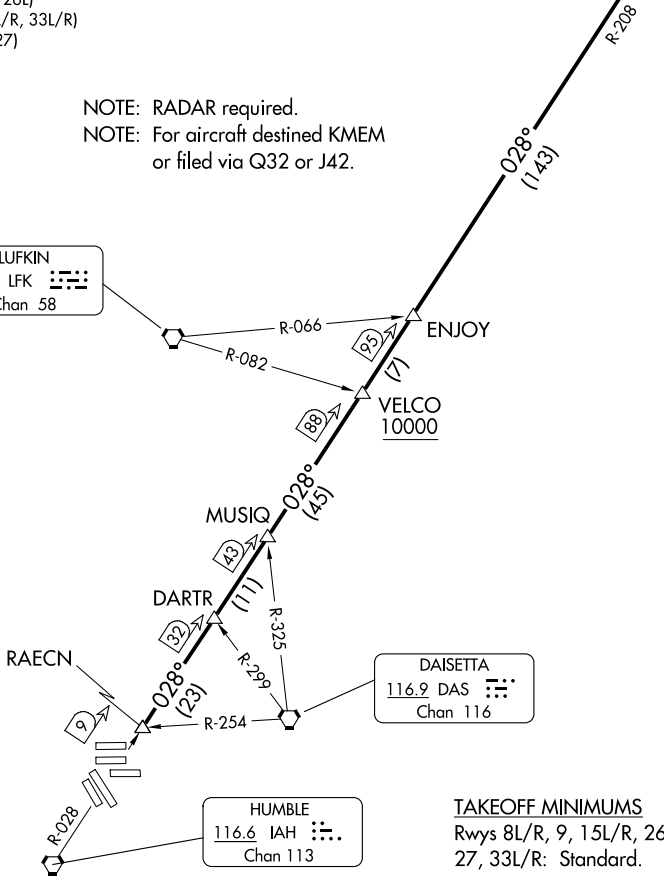 26L)
L/R, 33L/R)
27)
R-208
NOTE: RADAR required.
NOTE: For aircraft destined KMEM
or filed via Q32 or J42.
028°
(143)
LUFKIN
LFK
Chan 58
R-066
R-082
95
ENJOY
(7)
88
VELCO
10000
028°
(45)
MUSIQ
43
(11)
DARTR
32
R-325
R-299
RAECN
028°
(23)
9
R-254
DAISETTA
116.9 DAS
Chan 116
R-028
HUMBLE
116.6 IAH
Chan 113
TAKEOFF MINIMUMS
Rwys 8L/R, 9, 15L/R, 26
27, 33L/R: Standard.